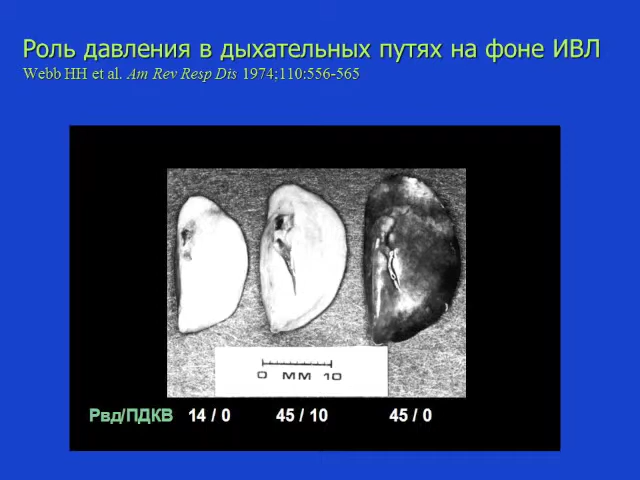 Роль давления в дыхательных путях на фоне ИВЛ
Webb HH et al. Am Rev Resp Dis 1974;110:556-565
0 MM 10
Рвд/ПДКВ 14 / 0 45 / 10 45 / 0